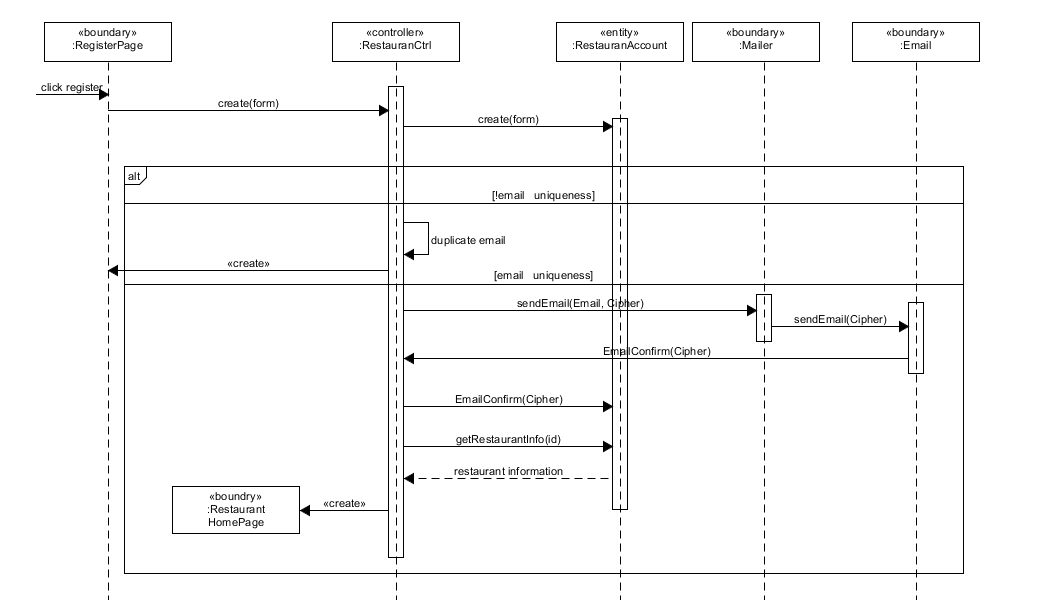 «boundary»
:RegisterPage
«controller»
:RestauranCtrl
«entity»
:RestauranAccount
«boundary»
:Mailer
«boundary»
:Email
click register
create(form)
create(form)
alt
[!email uniqueness]
duplicate email
«create»
[email uniqueness]
sendEmail(Email, Cipher)
sendEmail(Cipher)
EmailConfirm(Cipher)
EmailConfirm(Cipher)
getRestaurantInfo(id)
restaurant information
«boundry»
:Restaurant
HomePage
«create»